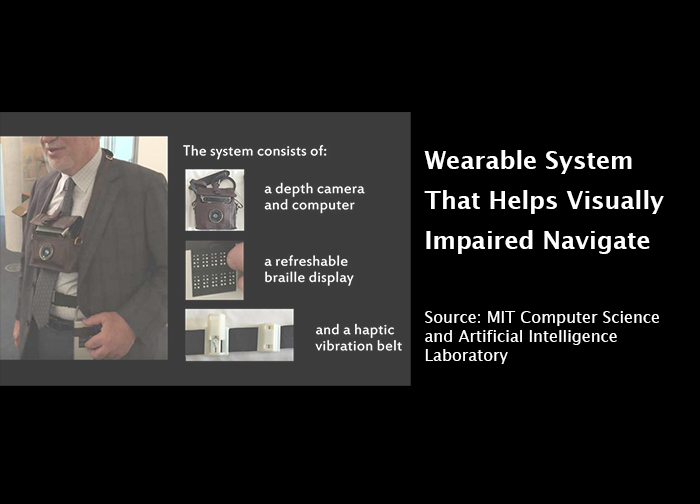 The system consists of:
a depth camera
and computer
a refreshable
braille display
and a haptic
vibration belt
Wearable System
That Helps Visually
Impaired Navigate
Source: MIT Computer Science
and Artificial Intelligence
Laboratory